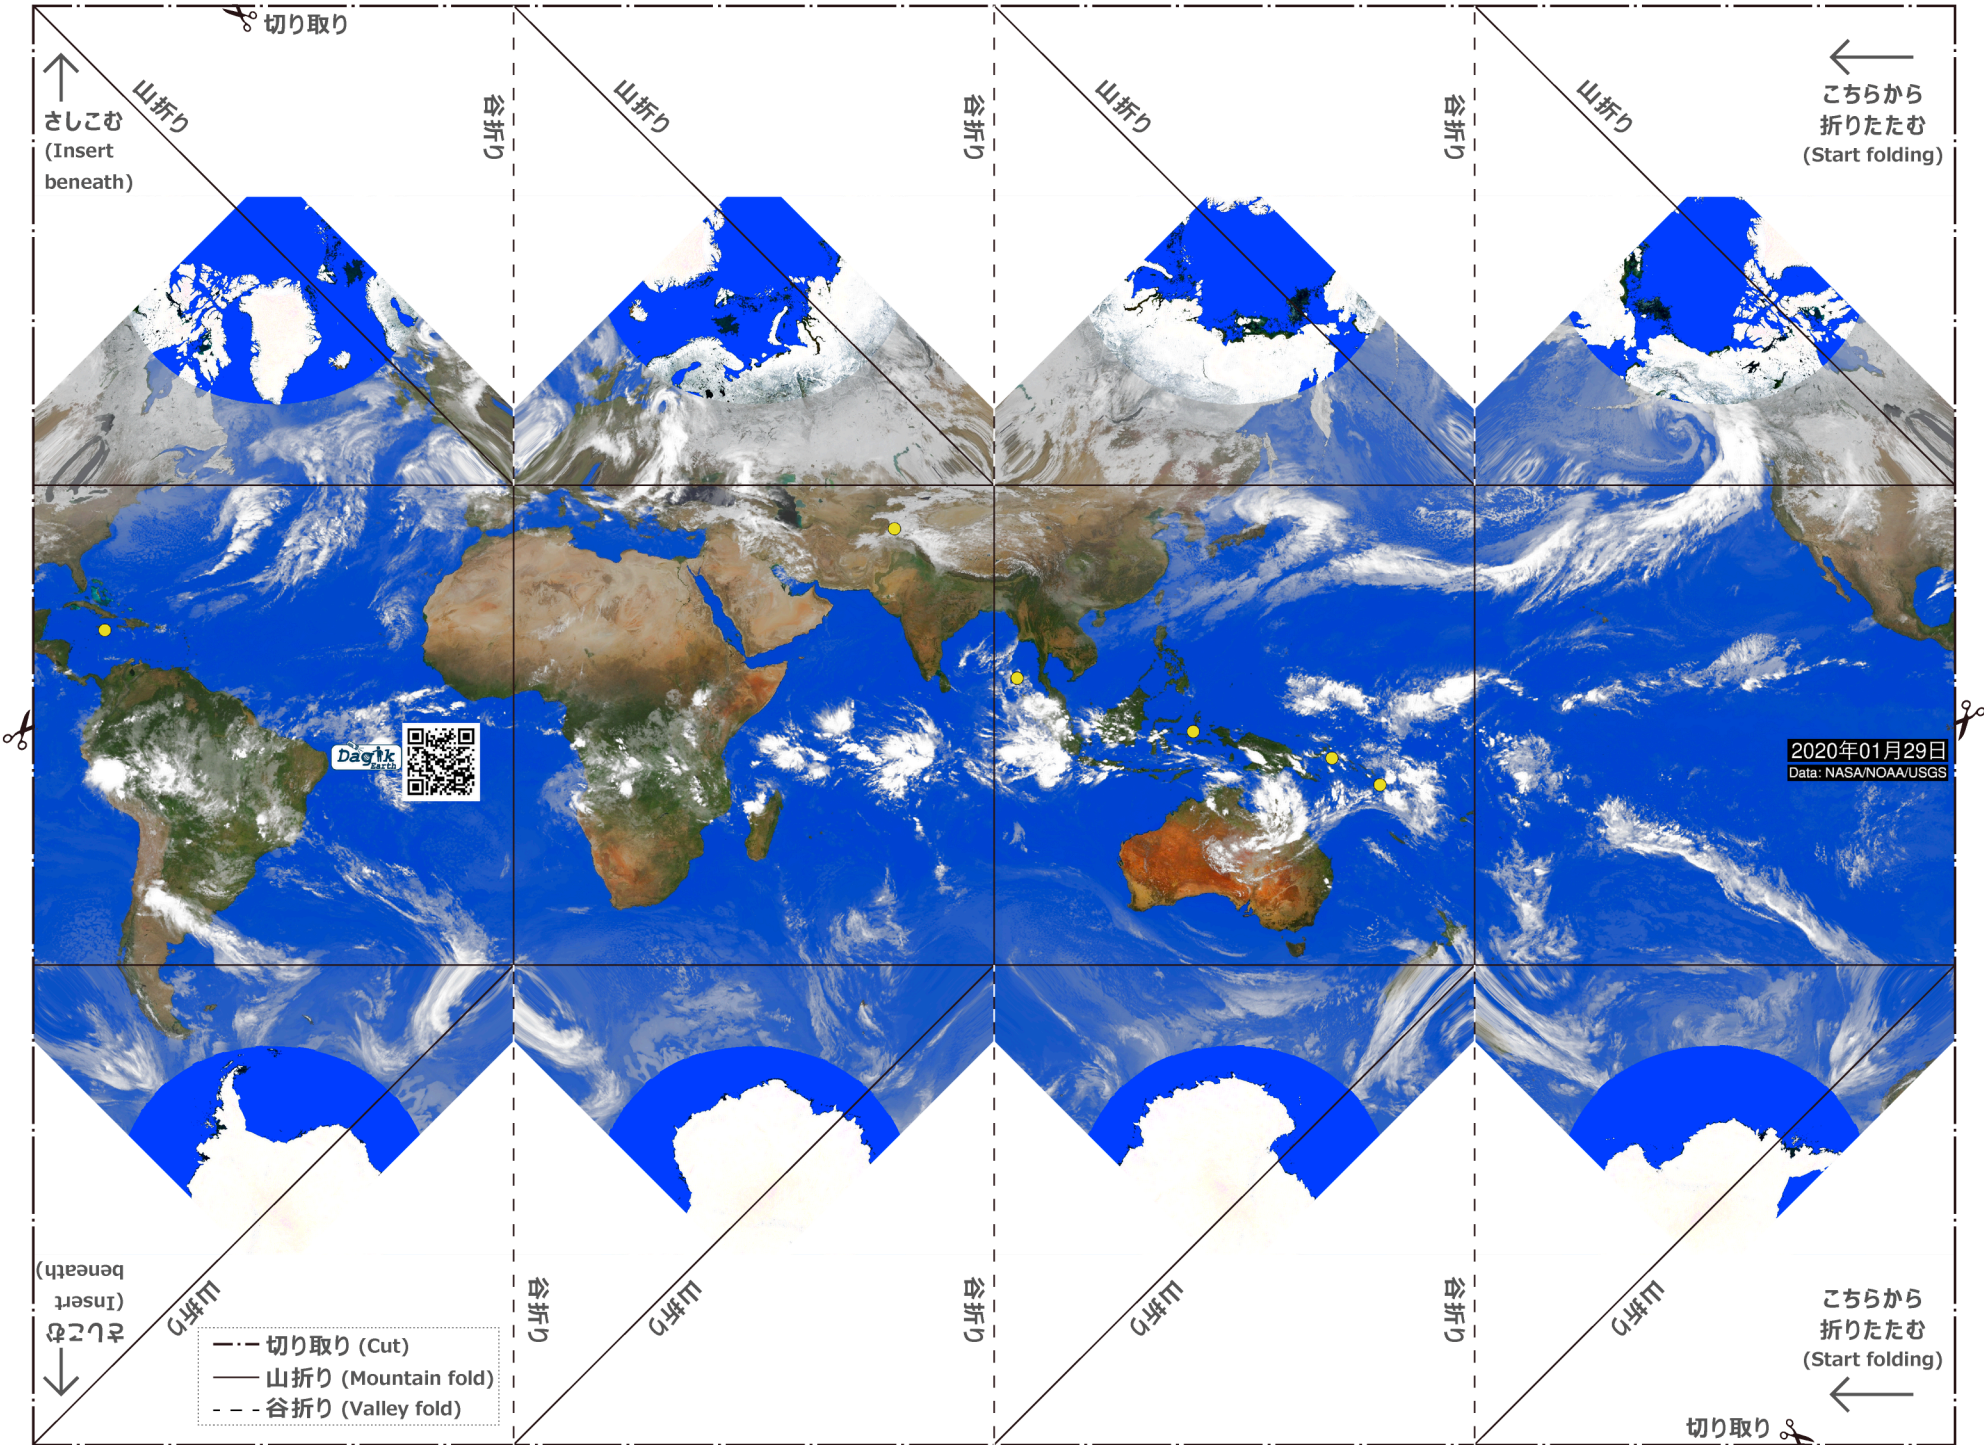 切り取り
山折り
谷折り
山折り
谷折り
山折り
谷折り
山折り
さしこむ
(Insert
beneath)
こちらから
折りたたむ
(Start folding)
Dagik
Earth
2020年01月29日
Data: NASA/NOAA/USGS
さしこむ
(Insert
beneath)
山折り
谷折り
山折り
谷折り
山折り
谷折り
山折り
こちらから
折りたたむ
(Start folding)
切り取り (Cut)
山折り (Mountain fold)
谷折り (Valley fold)
切り取り